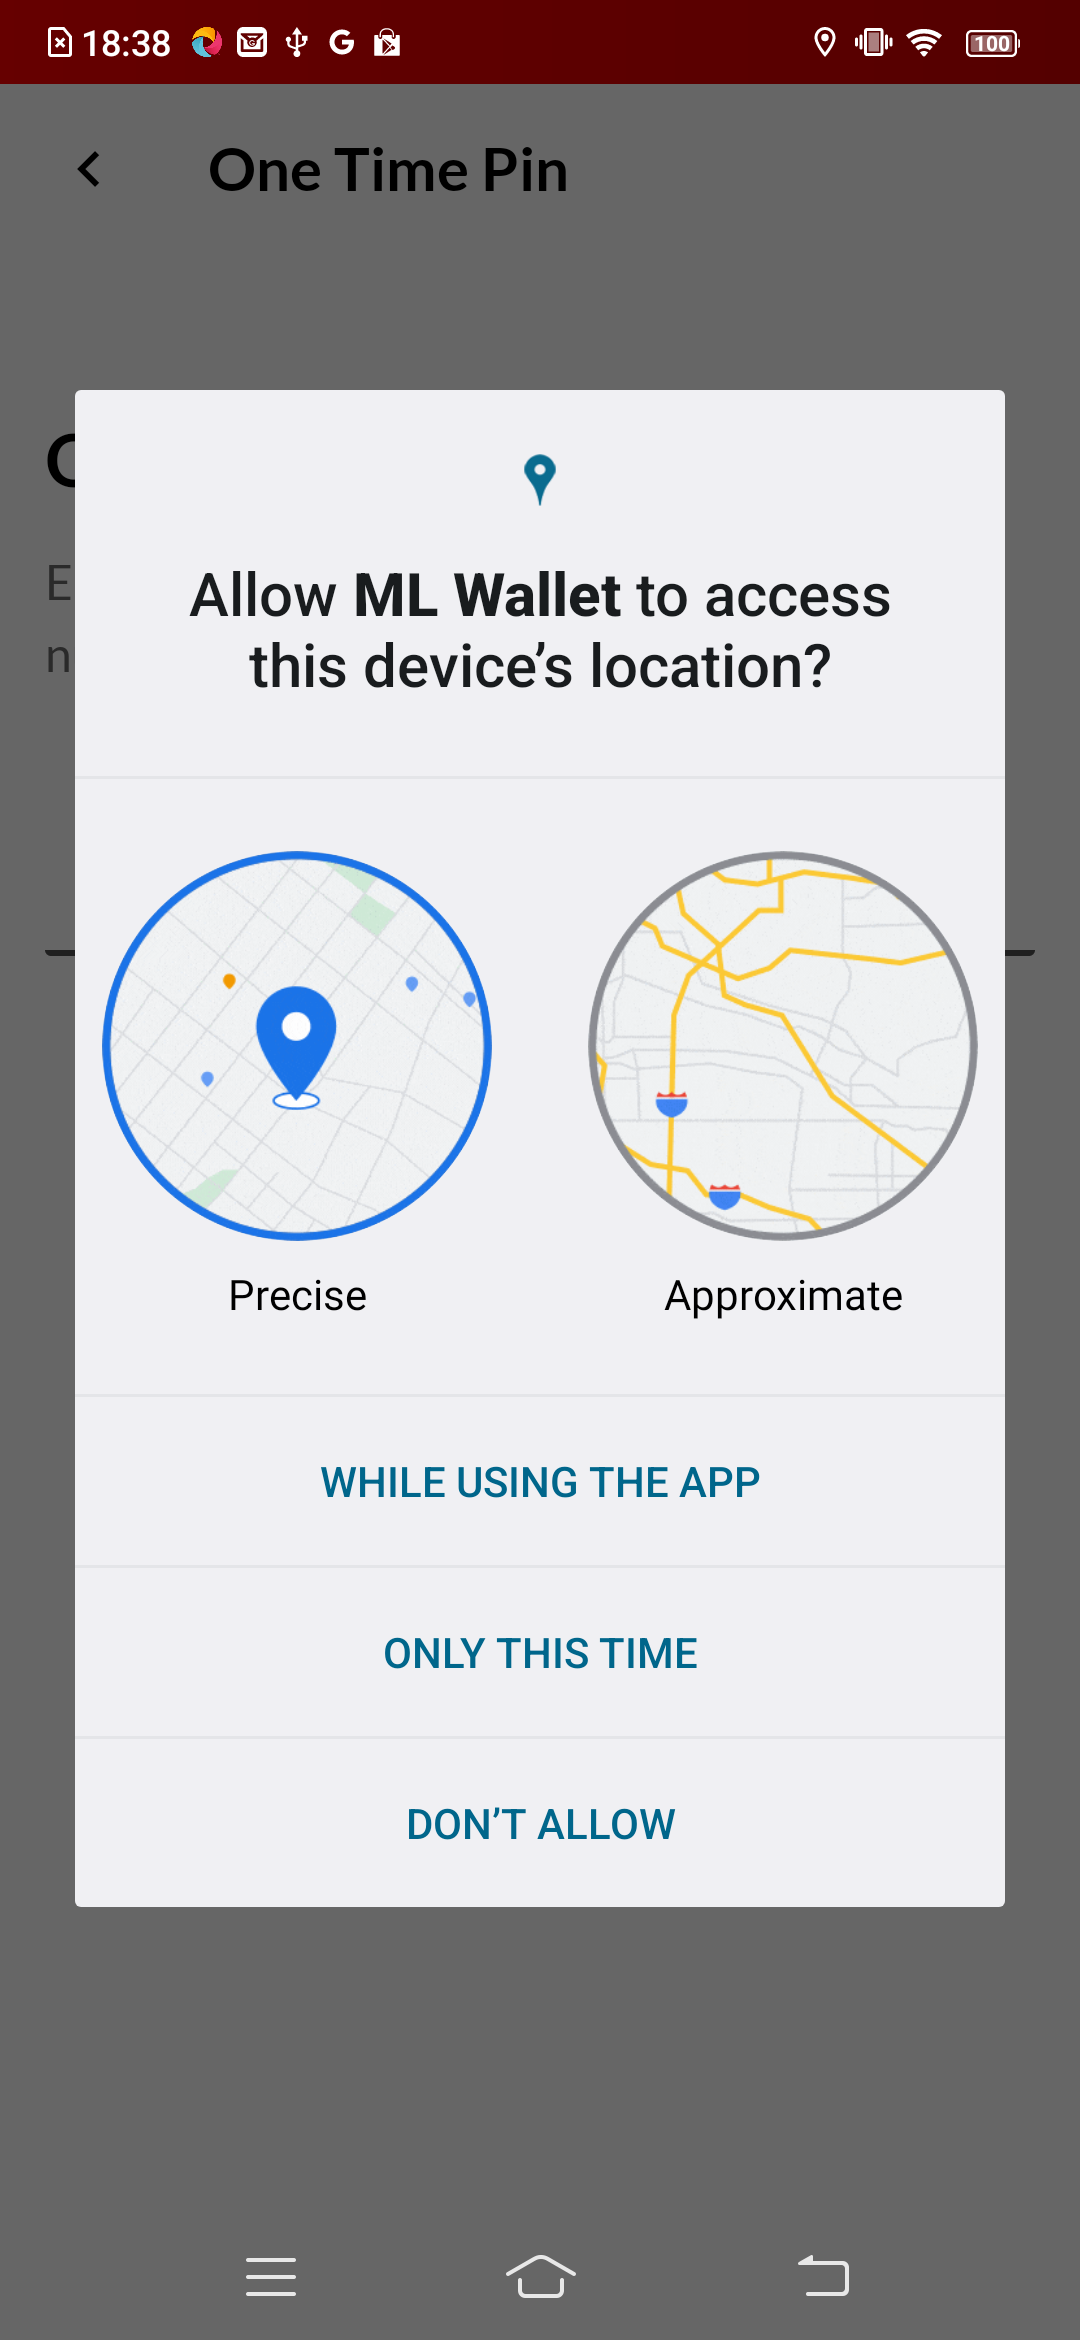 18:38
100
One Time Pin
Allow ML Wallet to access
this device’s location?
Precise
Approximate
WHILE USING THE APP
ONLY THIS TIME
DON’T ALLOW